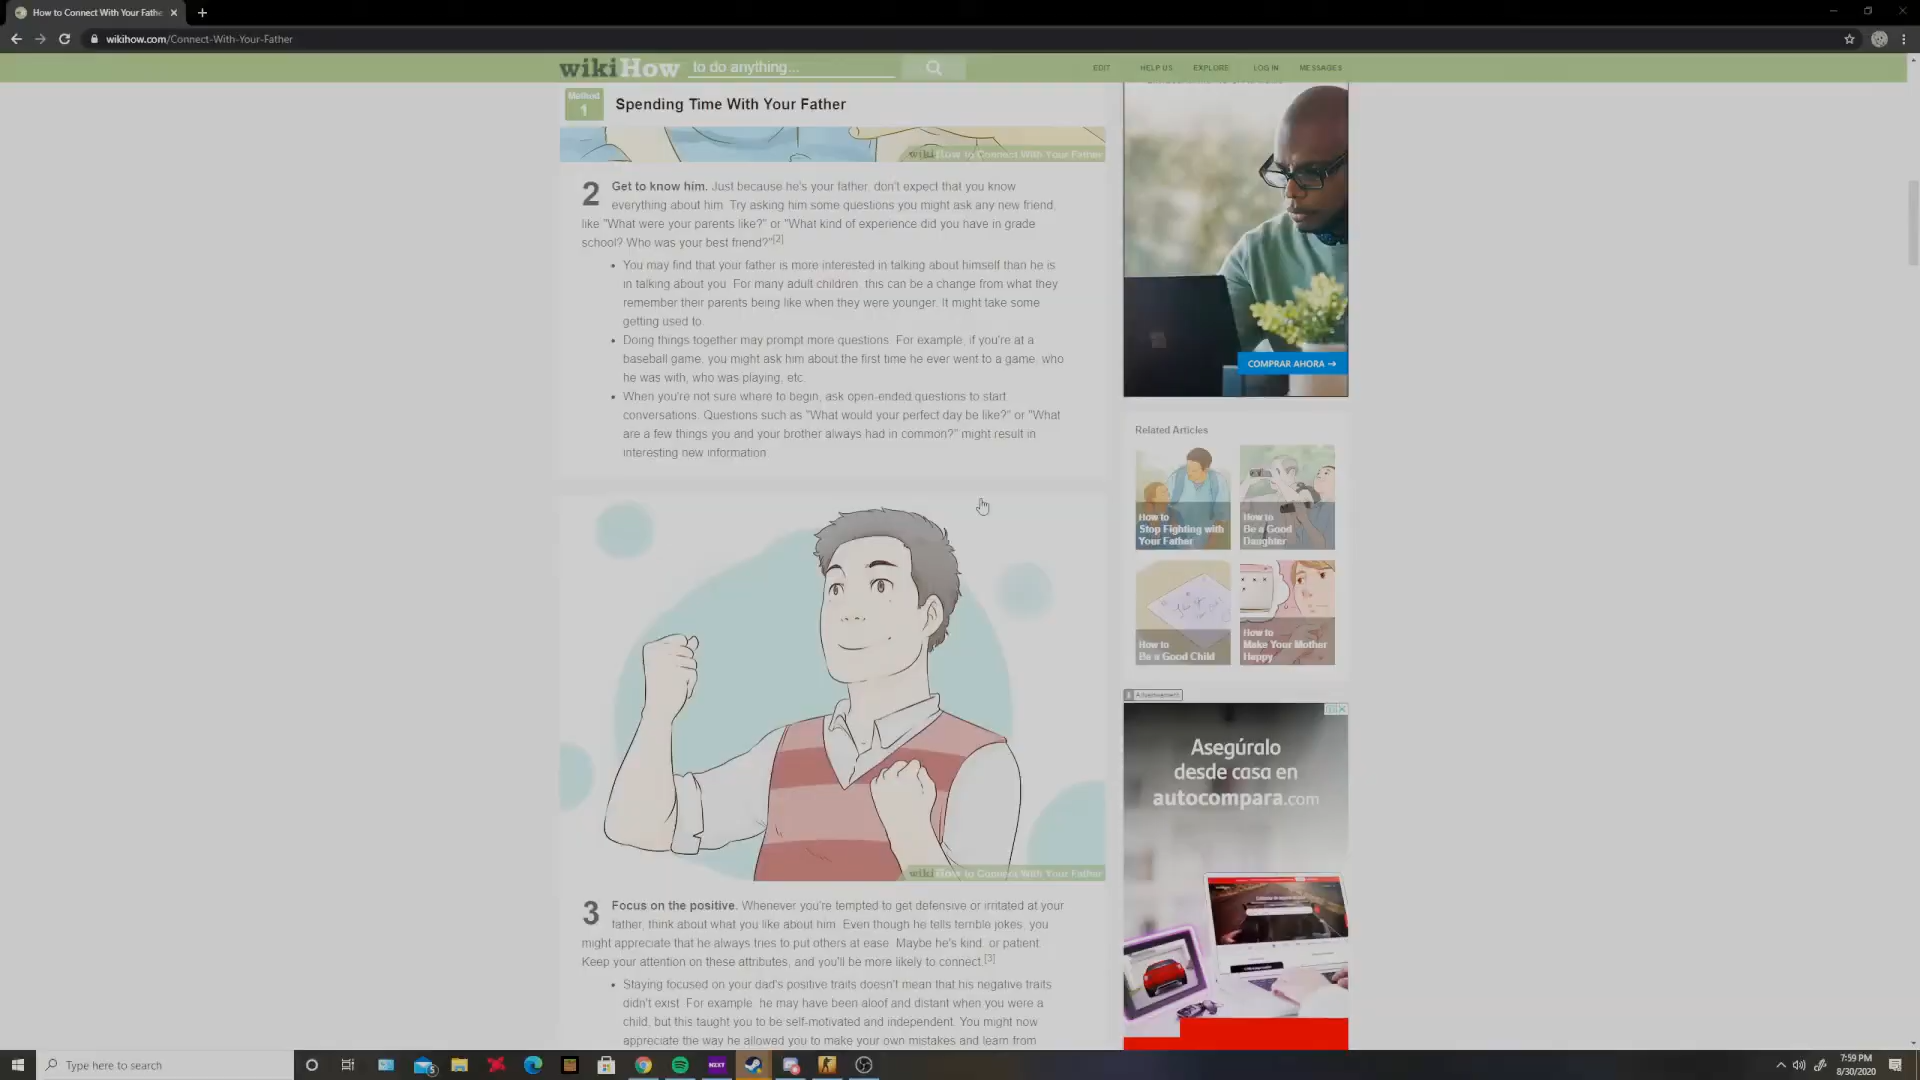 How to Connect With Your Fathe
wikihow.com/Connect-With-Your-Father
wikiHow to do anything...
EDIT HELP US EXPLORE LOG IN MESSAGES
Method
1
Spending Time With Your Father
wikiHow to Connect With Your Father
2 Get to know him. Just because he's your father, don't expect that you know
everything about him. Try asking him some questions you might ask any new friend,
like "What were your parents like?" or "What kind of experience did you have in grade
school? Who was your best friend?"[2]
• You may find that your father is more interested in talking about himself than he is
in talking about you. For many adult children, this can be a change from what they
remember their parents being like when they were younger. It might take some
getting used to.
• Doing things together may prompt more questions. For example, if you're at a
baseball game, you might ask him about the first time he ever went to a game, who
he was with, who was playing, etc.
• When you're not sure where to begin, ask open-ended questions to start
conversations. Questions such as "What would your perfect day be like?" or "What
are a few things you and your brother always had in common?" might result in
interesting new information.
wikiHow to Connect With Your Father
3 Focus on the positive. Whenever you're tempted to get defensive or irritated at your
father, think about what you like about him. Even though he tells terrible jokes, you
might appreciate that he always tries to put others at ease. Maybe he's kind, or patient.
Keep your attention on these attributes, and you'll be more likely to connect.[3]
• Staying focused on your dad's positive traits doesn't mean that his negative traits
didn't exist. For example, he may have been aloof and distant when you were a
child, but this taught you to be self-motivated and independent. You might now
appreciate the way he allowed you to make your own mistakes and learn from
COMPRAR AHORA →
Related Articles
How to
Stop Fighting with
Your Father
How to
Be a Good
Daughter
How to
Be a Good Child
How to
Make Your Mother
Happy
Advertisement
Asegúralo
desde casa en
autocompara.com
Type here to search
5
NEXT
7:59 PM
8/30/2020